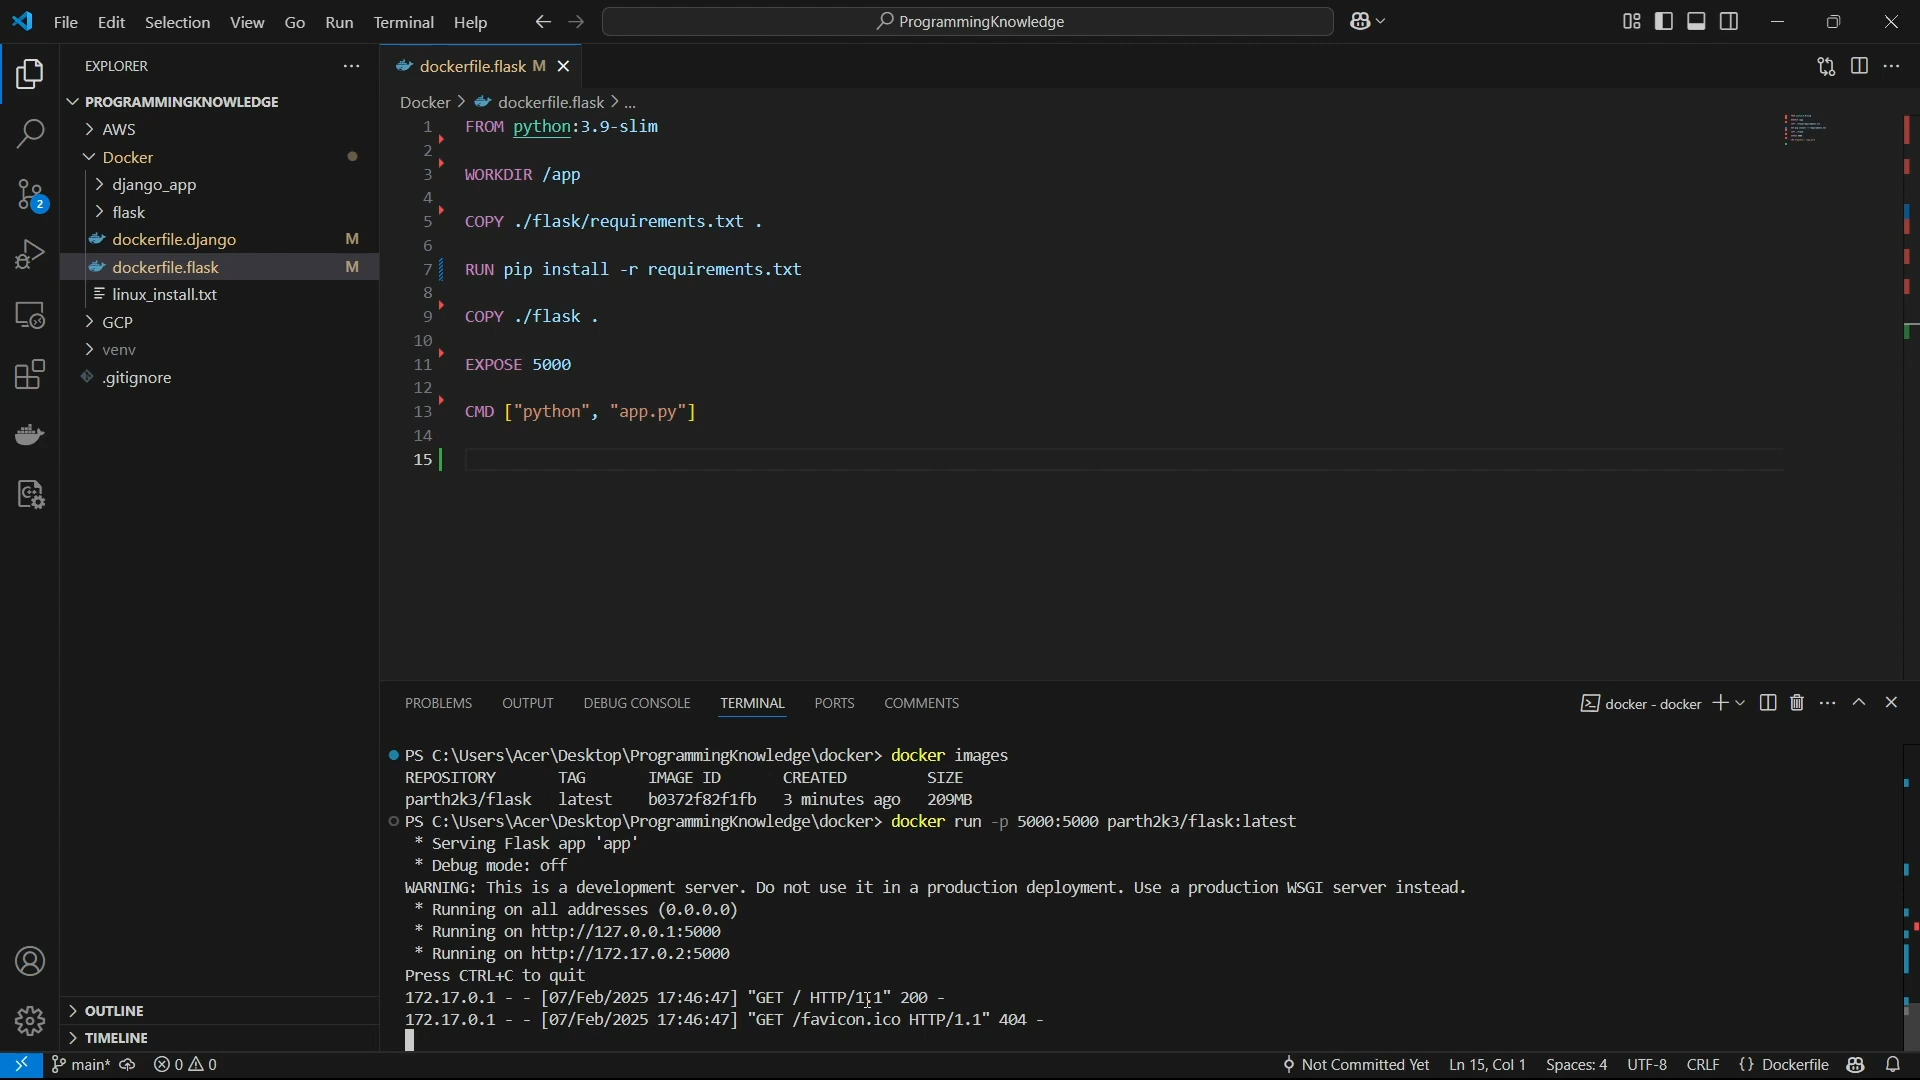 File Edit Selection View Go Run Terminal Help
ProgrammingKnowledge
EXPLORER
PROGRAMMINGKNOWLEDGE
AWS
Docker
django_app
flask
dockerfile.django M
dockerfile.flask M
linux_install.txt
GCP
venv
.gitignore
OUTLINE
TIMELINE
2
dockerfile.flask M
Docker > dockerfile.flask > ...
1 FROM python:3.9-slim
2
3 WORKDIR /app
4
5 COPY ./flask/requirements.txt .
6
7 RUN pip install -r requirements.txt
8
9 COPY ./flask .
10
11 EXPOSE 5000
12
13 CMD ["python", "app.py"]
14
15
PROBLEMS OUTPUT DEBUG CONSOLE TERMINAL PORTS COMMENTS
docker - docker
PS C:\Users\Acer\Desktop\ProgrammingKnowledge\docker> docker images
REPOSITORY TAG IMAGE ID CREATED SIZE
parth2k3/flask latest b0372f82f1fb 3 minutes ago 209MB
PS C:\Users\Acer\Desktop\ProgrammingKnowledge\docker> docker run -p 5000:5000 parth2k3/flask:latest
* Serving Flask app 'app'
* Debug mode: off
WARNING: This is a development server. Do not use it in a production deployment. Use a production WSGI server instead.
* Running on all addresses (0.0.0.0)
* Running on http://127.0.0.1:5000
* Running on http://172.17.0.2:5000
Press CTRL+C to quit
172.17.0.1 - - [07/Feb/2025 17:46:47] "GET / HTTP/1.1" 200 -
172.17.0.1 - - [07/Feb/2025 17:46:47] "GET /favicon.ico HTTP/1.1" 404 -
main* 0 0 Not Committed Yet Ln 15, Col 1 Spaces: 4 UTF-8 CRLF {} Dockerfile